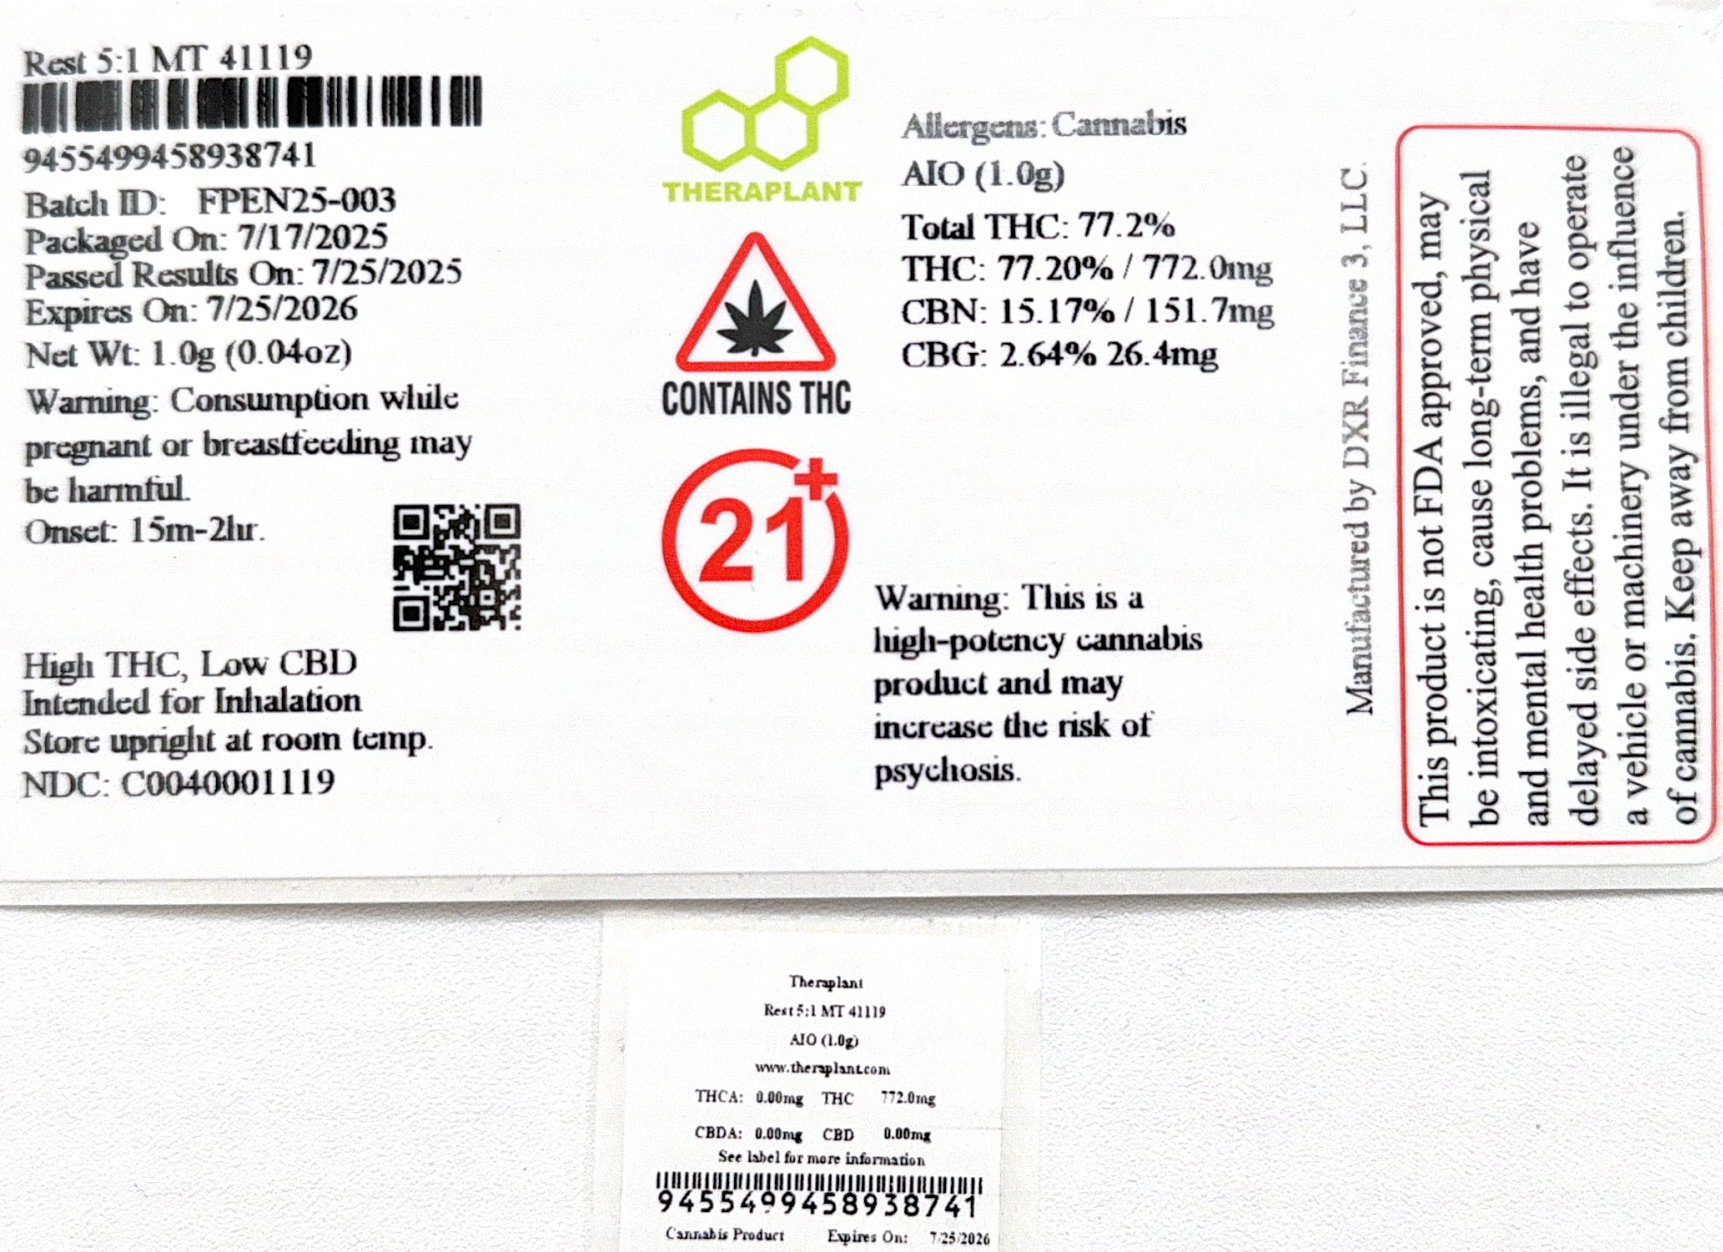 Rest 5:1 MT 41119
9455499458938741
Batch ID: FPEN25-003
Packaged On: 7/17/2025
Passed Results On: 7/25/2025
Expires On: 7/25/2026
Net Wt: 1.0g (0.04oz)
Warning: Consumption while
pregnant or breastfeeding may
be harmful.
Onset: 15m-2hr.
High THC, Low CBD
Intended for Inhalation
Store upright at room temp.
NDC: C0040001119
THERAPLANT
CONTAINS THC
21+
Allergens: Cannabis
AIO (1.0g)
Total THC: 77.2%
THC: 77.20% / 772.0mg
CBN: 15.17% / 151.7mg
CBG: 2.64% 26.4mg
Warning: This is a
high-potency cannabis
product and may
increase the risk of
psychosis.
Manufactured by DXR Finance 3, LLC.
This product is not FDA approved, may
be intoxicating, cause long-term physical
and mental health problems, and have
delayed side effects. It is illegal to operate
a vehicle or machinery under the influence
of cannabis. Keep away from children.
Theraplant
Rest 5:1 MT 41119
AIO (1.0g)
www.theraplant.com
THCA: 0.00mg THC 772.0mg
CBDA: 0.00mg CBD 0.00mg
See label for more information
9455499458938741
Cannabis Product Expires On: 7/25/2026